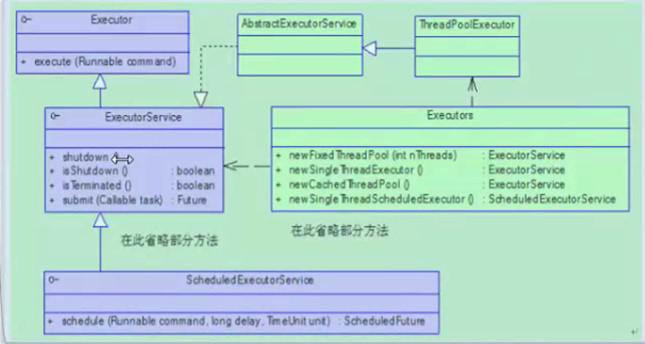 Executor
+ execute (Runnable command)
AbstractExecutorService
ThreadPoolExecutor
ExecutorService
+ shutdown ()
+ isShutdown () : boolean
+ isTerminated () : boolean
+ submit (Callable task) : Future
在此省略部分方法
Executors
+ newFixedThreadPool (int nThreads) : ExecutorService
+ newSingleThreadExecutor () : ExecutorService
+ newCachedThreadPool () : ExecutorService
+ newSingleThreadScheduledExecutor () : ScheduledExecutorService
在此省略部分方法
ScheduledExecutorService
+ schedule (Runnable command, long delay, TimeUnit unit) : ScheduledFuture